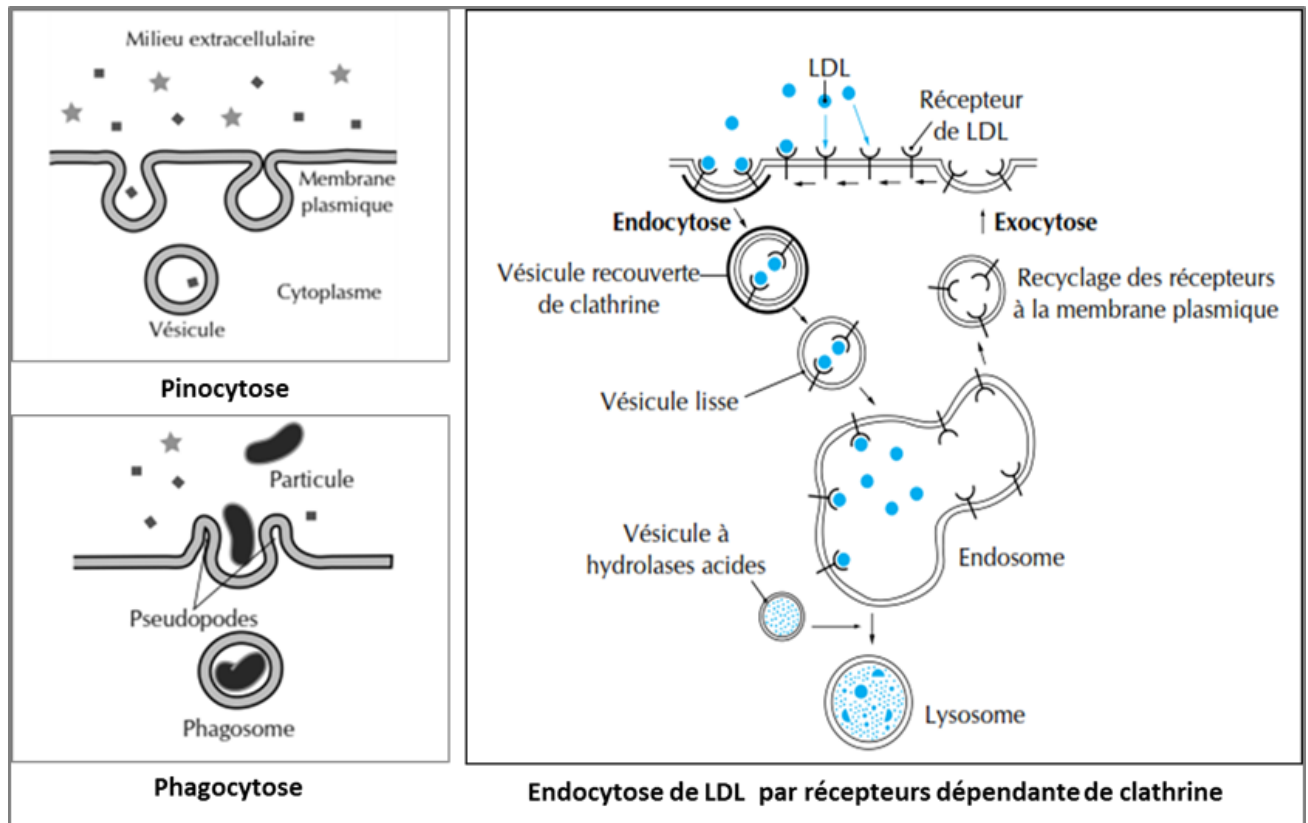 Milieu extracellulaire
Membrane
plasmique
Cytoplasme
Vésicule
Pinocytose
Particule
Pseudopodes
Phagosome
Phagocytose
LDL
Récepteur
de LDL
Endocytose
Exocytose
Vésicule recouverte
de clathrine
Recyclage des récepteurs
à la membrane plasmique
Vésicule lisse
Vésicule à
hydrolases acides
Endosome
Lysosome
Endocytose de LDL par récepteurs dépendante de clathrine